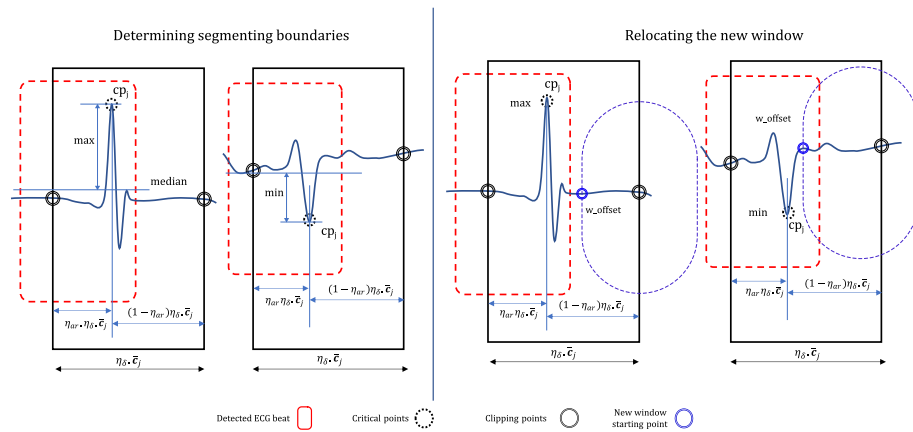 Determining segmenting boundaries
cp_j
max
median
η_ar.η_δ.c̄_j
(1−η_ar)η_δ.c̄_j
η_δ.c̄_j
min
cp_j
η_ar η_δ.c̄_j
(1−η_ar)η_δ.c̄_j
η_δ.c̄_j
Relocating the new window
cp_j
max
w_offset
η_ar η_δ.c̄_j
(1−η_ar)η_δ.c̄_j
η_δ.c̄_j
w_offset
min
cp_j
η_ar η_δ.c̄_j
(1−η_ar)η_δ.c̄_j
η_δ.c̄_j
Detected ECG beat
Critical points
Clipping points
New window
starting point